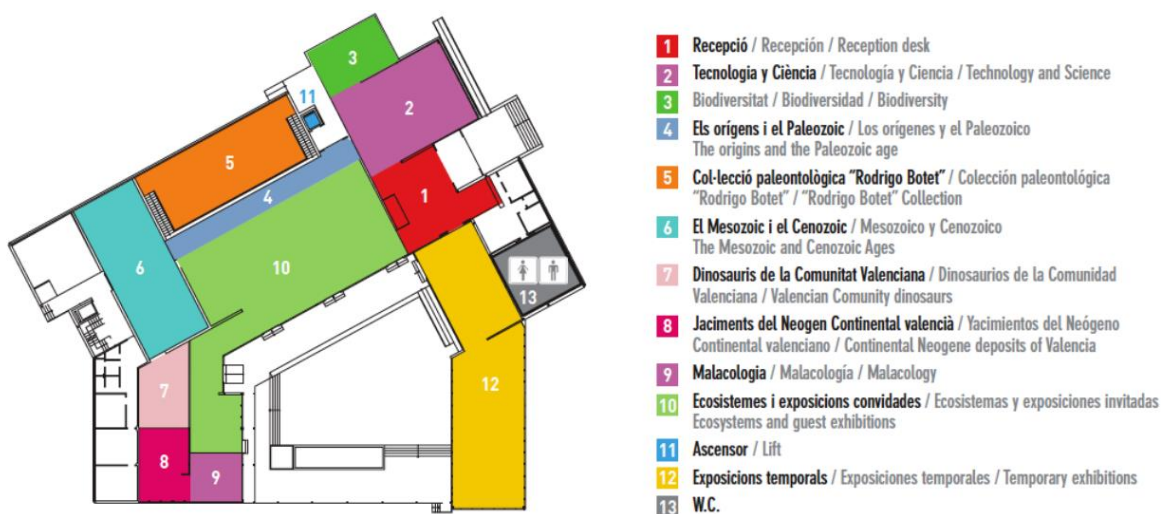 3
11
2
5
4
1
6
10
13
7
12
8
9
1 Recepció / Recepción / Reception desk
2 Tecnologia y Ciència / Tecnología y Ciencia / Technology and Science
3 Biodiversitat / Biodiversidad / Biodiversity
4 Els orígens i el Paleozoic / Los orígenes y el Paleozoico
The origins and the Paleozoic age
5 Col·lecció paleontològica "Rodrigo Botet" / Colección paleontológica
"Rodrigo Botet" / "Rodrigo Botet" Collection
6 El Mesozoic i el Cenozoic / Mesozoico y Cenozoico
The Mesozoic and Cenozoic Ages
7 Dinosauris de la Comunitat Valenciana / Dinosaurios de la Comunidad
Valenciana / Valencian Comunity dinosaurs
8 Jaciments del Neogen Continental valencià / Yacimientos del Neógeno
Continental valenciano / Continental Neogene deposits of Valencia
9 Malacologia / Malacología / Malacology
10 Ecosistemes i exposicions convidades / Ecosistemas y exposiciones invitadas
Ecosystems and guest exhibitions
11 Ascensor / Lift
12 Exposicions temporals / Exposiciones temporales / Temporary exhibitions
13 W.C.